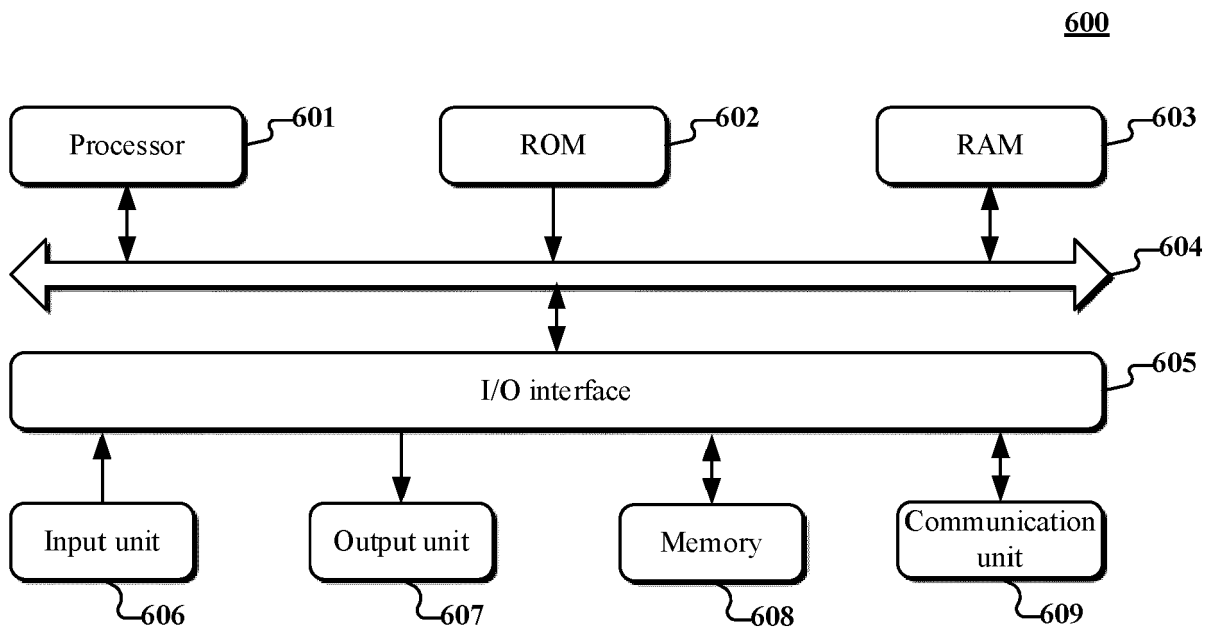 600
Processor
601
ROM
602
RAM
603
604
I/O interface
605
Input unit
606
Output unit
607
Memory
608
Communication
unit
609